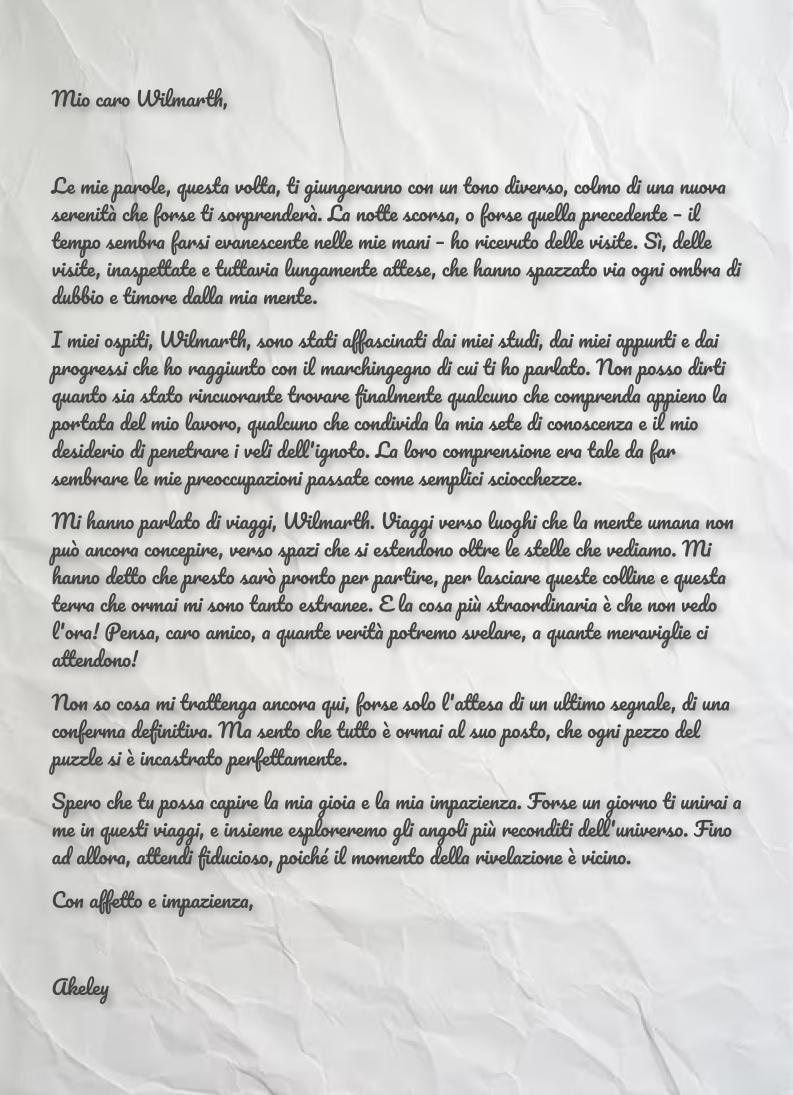 Mio caro Wilmarth,
Le mie parole, questa volta, ti giungeranno con un tono diverso, colmo di una nuova
serenità che forse ti sorprenderà. La notte scorsa, o forse quella precedente – il
tempo sembra farsi evanescente nelle mie mani – ho ricevuto delle visite. Sì, delle
visite, inaspettate e tuttavia lungamente attese, che hanno spazzato via ogni ombra di
dubbio e timore dalla mia mente.
I miei ospiti, Wilmarth, sono stati affascinati dai miei studi, dai miei appunti e dai
progressi che ho raggiunto con il marchingegno di cui ti ho parlato. Non posso dirti
quanto sia stato rincuorante trovare finalmente qualcuno che comprenda appieno la
portata del mio lavoro, qualcuno che condivida la mia sete di conoscenza e il mio
desiderio di penetrare i veli dell'ignoto. La loro comprensione era tale da far
sembrare le mie preoccupazioni passate come semplici sciocchezze.
Mi hanno parlato di viaggi, Wilmarth. Viaggi verso luoghi che la mente umana non
può ancora concepire, verso spazi che si estendono oltre le stelle che vediamo. Mi
hanno detto che presto sarò pronto per partire, per lasciare queste colline e questa
terra che ormai mi sono tanto estranee. E la cosa più straordinaria è che non vedo
l'ora! Pensa, caro amico, a quante verità potremo svelare, a quante meraviglie ci
attendono!
Non so cosa mi trattenga ancora qui, forse solo l'attesa di un ultimo segnale, di una
conferma definitiva. Ma sento che tutto è ormai al suo posto, che ogni pezzo del
puzzle si è incastrato perfettamente.
Spero che tu possa capire la mia gioia e la mia impazienza. Forse un giorno ti unirai a
me in questi viaggi, e insieme esploreremo gli angoli più reconditi dell'universo. Fino
ad allora, attendi fiducioso, poiché il momento della rivelazione è vicino.
Con affetto e impazienza,
Akeley